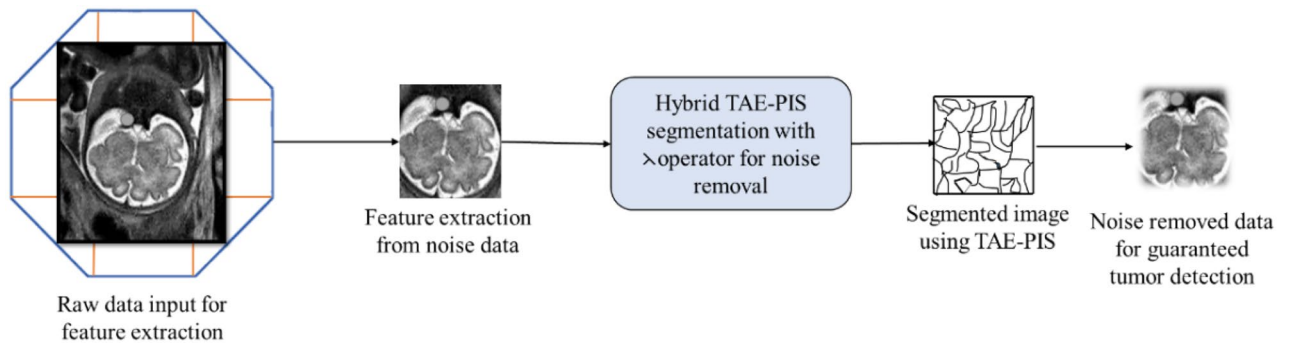 Raw data input for
feature extraction
Feature extraction
from noise data
Hybrid TAE-PIS
segmentation with
⋋operator for noise
removal
Segmented image
using TAE-PIS
Noise removed data
for guaranteed
tumor detection